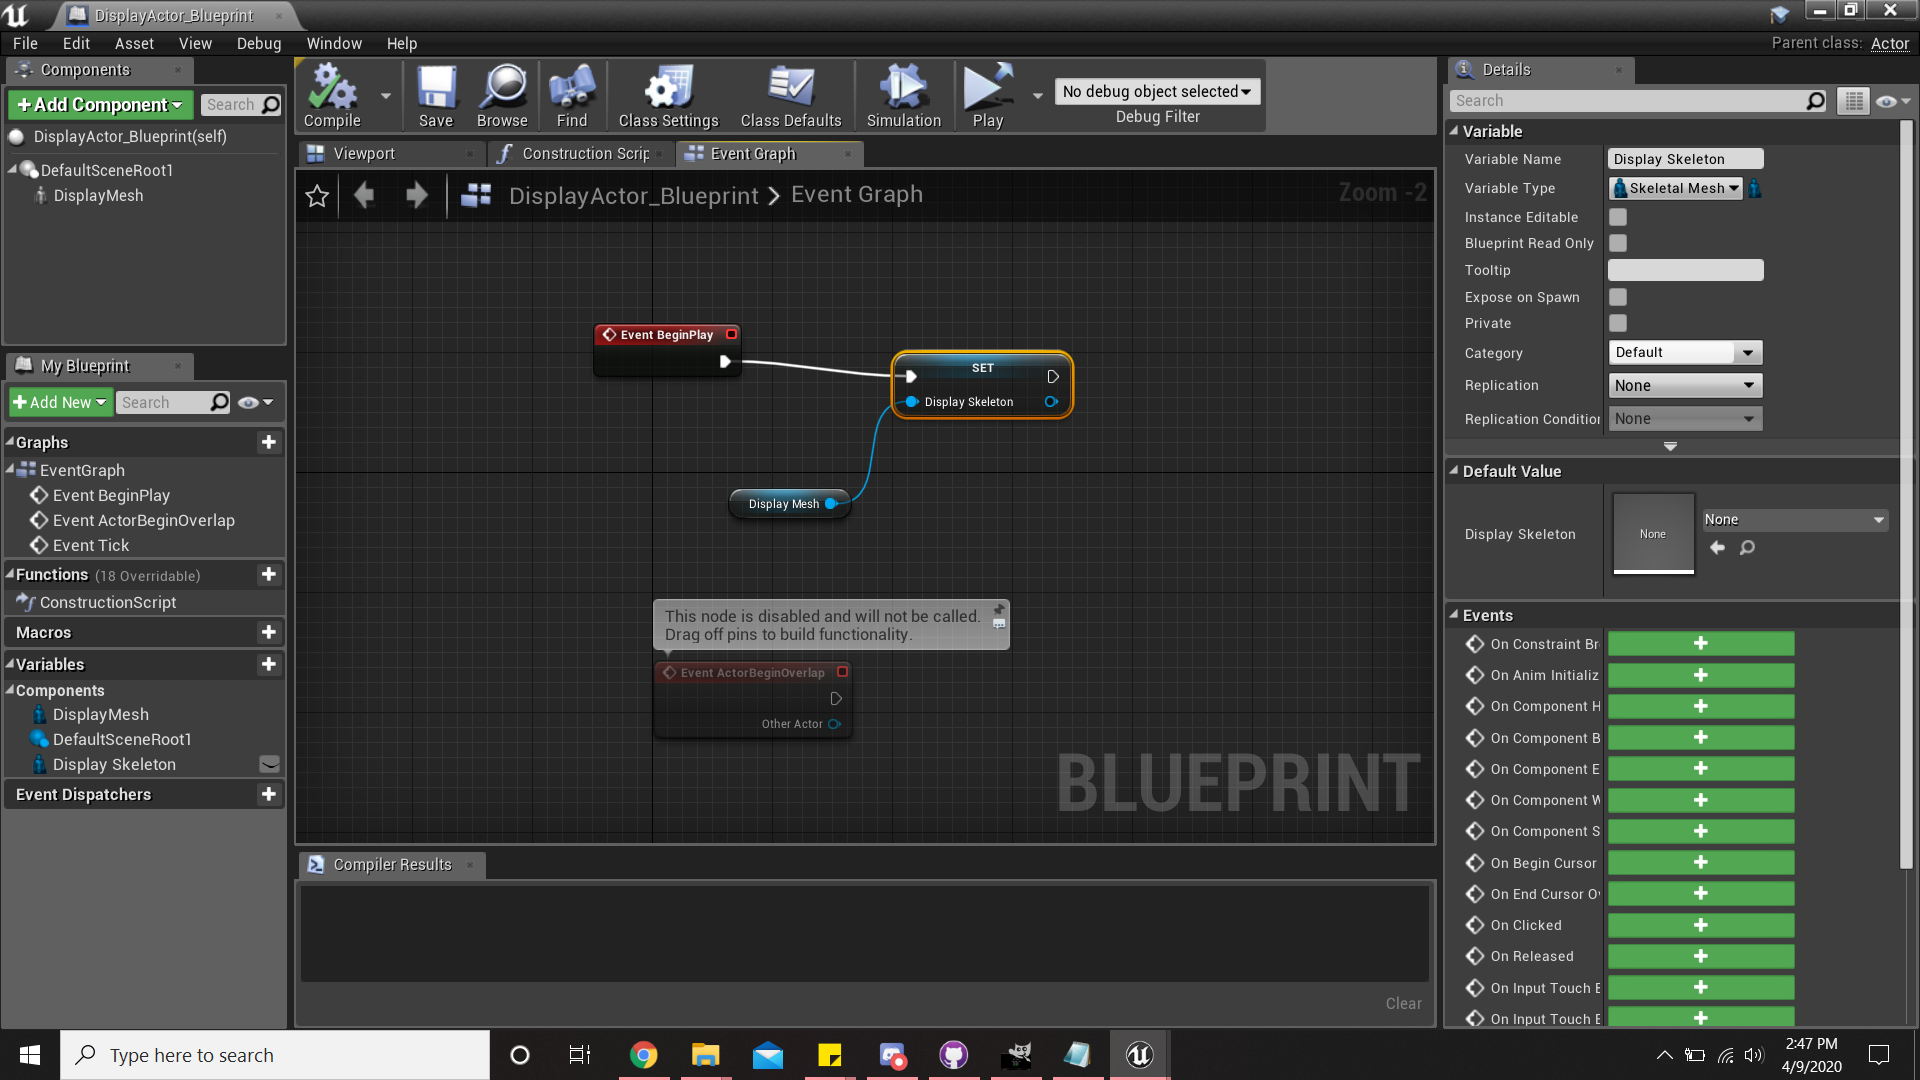 DisplayActor_Blueprint
File Edit Asset View Debug Window Help
Parent class: Actor
Components
+Add Component
Search
DisplayActor_Blueprint(self)
DefaultSceneRoot1
DisplayMesh
My Blueprint
+Add New
Search
Graphs
EventGraph
Event BeginPlay
Event ActorBeginOverlap
Event Tick
Functions (18 Overridable)
ConstructionScript
Macros
Variables
Components
DisplayMesh
DefaultSceneRoot1
Display Skeleton
Event Dispatchers
Compile
Save
Browse
Find
Class Settings
Class Defaults
Simulation
Play
No debug object selected
Debug Filter
Viewport
Construction Scrip
Event Graph
DisplayActor_Blueprint > Event Graph
Zoom -2
Event BeginPlay
SET
Display Skeleton
Display Mesh
This node is disabled and will not be called.
Drag off pins to build functionality.
Event ActorBeginOverlap
Other Actor
BLUEPRINT
Compiler Results
Clear
Details
Search
Variable
Variable Name Display Skeleton
Variable Type Skeletal Mesh
Instance Editable
Blueprint Read Only
Tooltip
Expose on Spawn
Private
Category Default
Replication None
Replication Condition None
Default Value
Display Skeleton None None
Events
On Constraint Br
On Anim Initializ
On Component H
On Component B
On Component E
On Component W
On Component S
On Begin Cursor
On End Cursor Ov
On Clicked
On Released
On Input Touch E
On Input Touch E
Type here to search
2:47 PM
4/9/2020